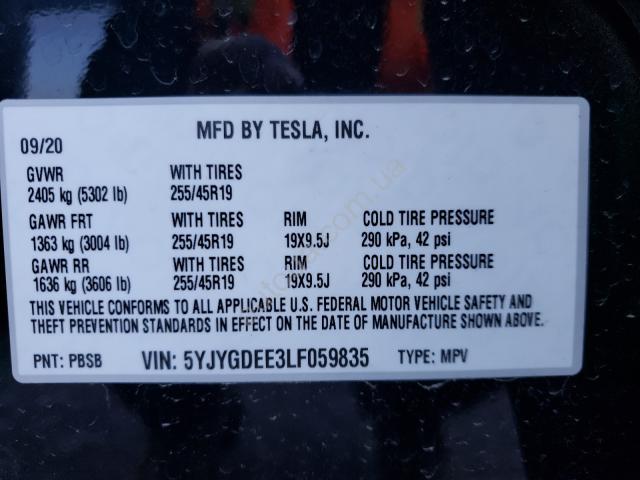 MFD BY TESLA, INC.
09/20
GVWR WITH TIRES
2405 kg (5302 lb) 255/45R19
GAWR FRT WITH TIRES RIM COLD TIRE PRESSURE
1363 kg (3004 lb) 255/45R19 19X9.5J 290 kPa, 42 psi
GAWR RR WITH TIRES RIM COLD TIRE PRESSURE
1636 kg (3606 lb) 255/45R19 19X9.5J 290 kPa, 42 psi
THIS VEHICLE CONFORMS TO ALL APPLICABLE U.S. FEDERAL MOTOR VEHICLE SAFETY AND
THEFT PREVENTION STANDARDS IN EFFECT ON THE DATE OF MANUFACTURE SHOWN ABOVE.
PNT: PBSB VIN: 5YJYGDEE3LF059835 TYPE: MPV